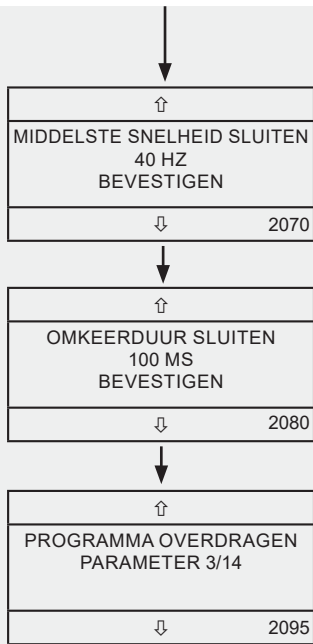 ⇧
MIDDELSTE SNELHEID SLUITEN
40 HZ
BEVESTIGEN
⇩ 2070
⇧
OMKEERDUUR SLUITEN
100 MS
BEVESTIGEN
⇩ 2080
⇧
PROGRAMMA OVERDRAGEN
PARAMETER 3/14
⇩ 2095